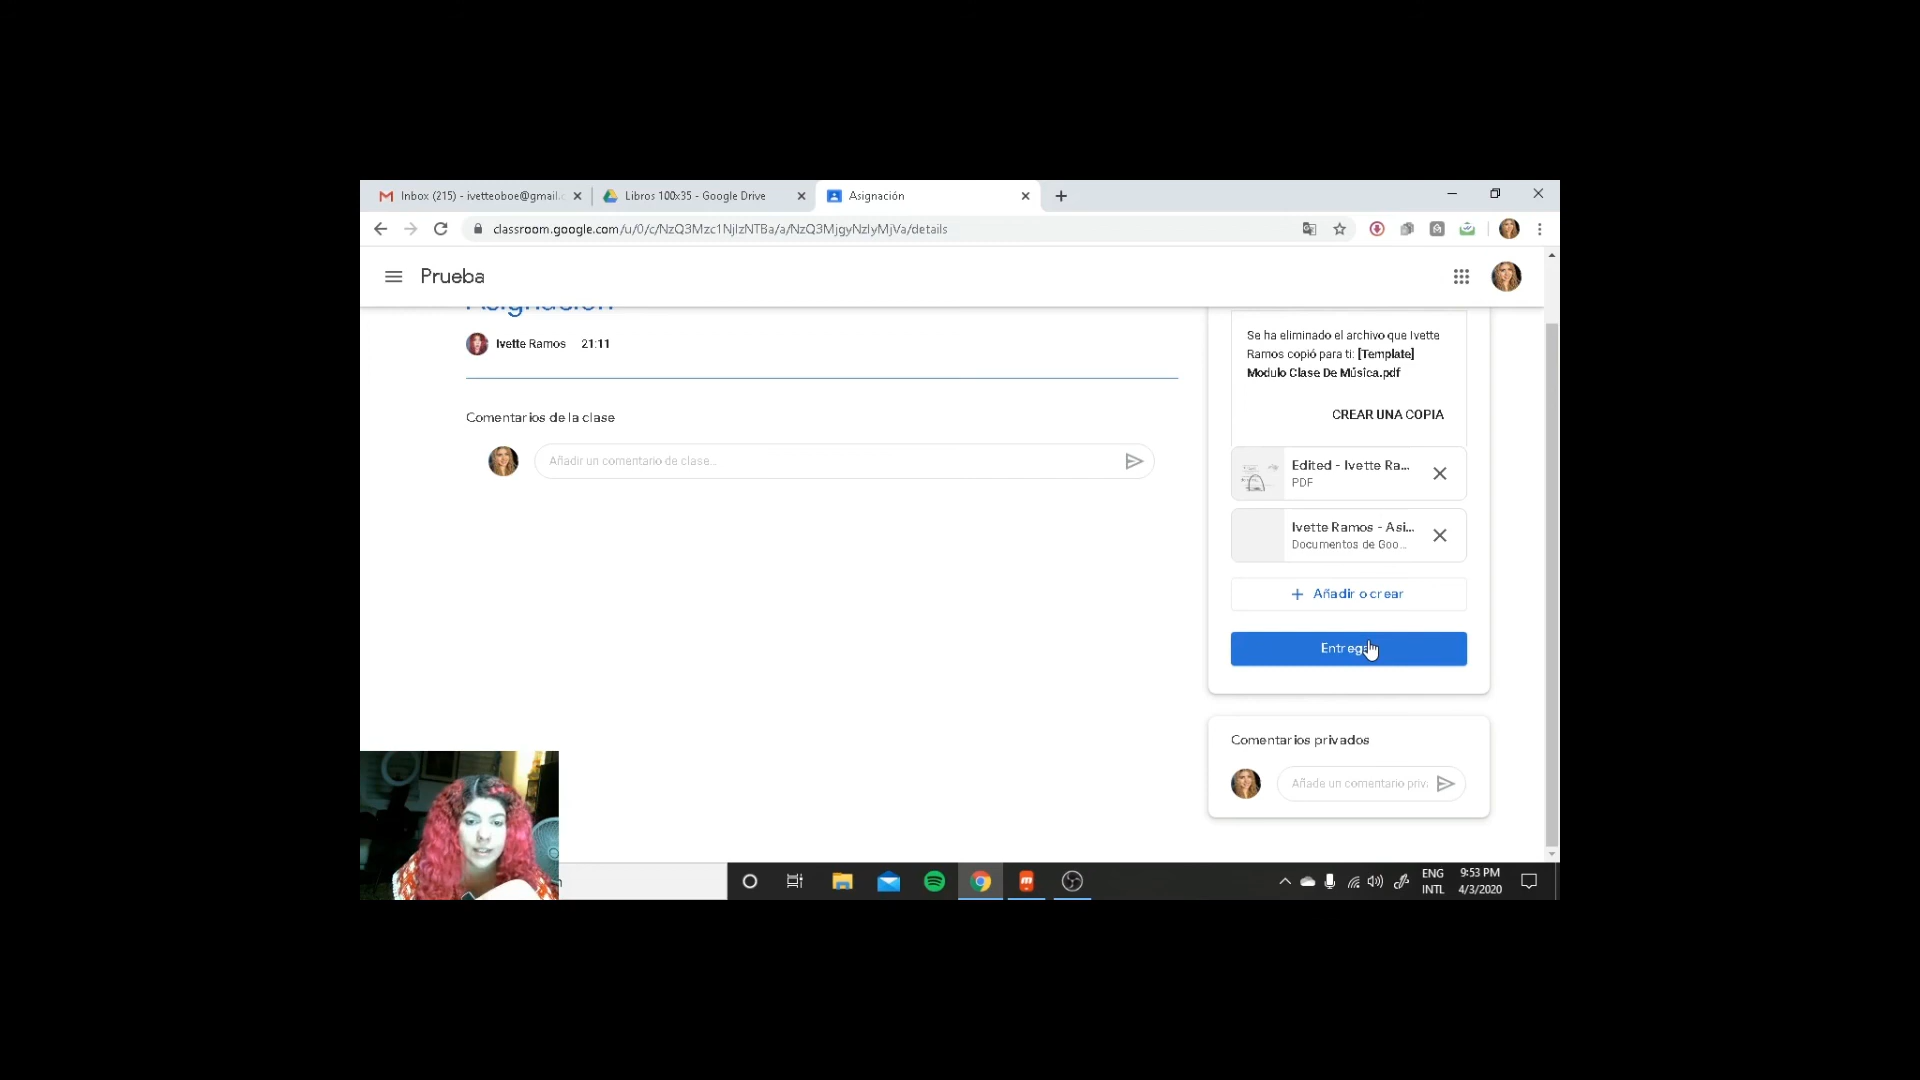 Inbox (215) - ivetteoboe@gmail.c
Libros 100x35 - Google Drive
Asignación
classroom.google.com/u/0/c/NzQ3Mzc1NjIzNTBa/a/NzQ3MjgyNzIyMjVa/details
Prueba
Asignación
Ivette Ramos 21:11
Comentarios de la clase
Añadir un comentario de clase..
Se ha eliminado el archivo que Ivette
Ramos copió para ti: [Template]
Modulo Clase De Música.pdf
CREAR UNA COPIA
Edited - Ivette Ra...
PDF
Ivette Ramos - Asi...
Documentos de Goo...
+ Añadir o crear
Entregar
Comentarios privados
Añade un comentario priv
ENG
INTL
9:53 PM
4/3/2020